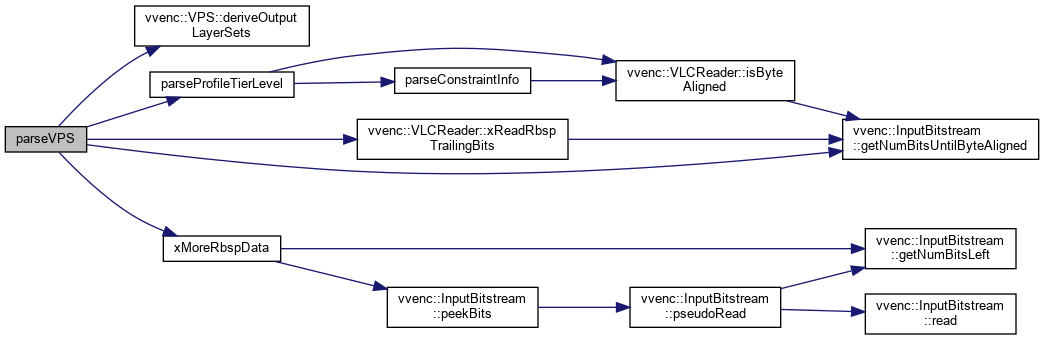 vvenc::VPS::deriveOutput
LayerSets
parseProfileTierLevel
parseConstraintInfo
vvenc::VLCReader::isByte
Aligned
parseVPS
vvenc::VLCReader::xReadRbsp
TrailingBits
vvenc::InputBitstream
::getNumBitsUntilByteAligned
xMoreRbspData
vvenc::InputBitstream
::getNumBitsLeft
vvenc::InputBitstream
::peekBits
vvenc::InputBitstream
::pseudoRead
vvenc::InputBitstream
::read